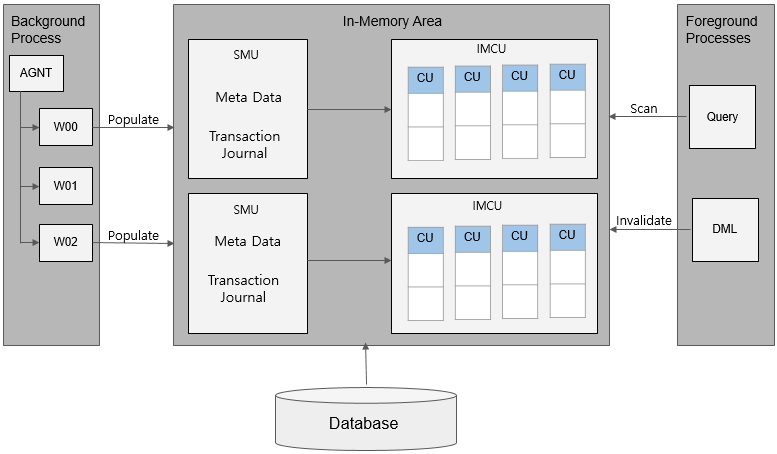 Background
Process
AGNT
W00
W01
W02
Populate
Populate
In-Memory Area
SMU
Meta Data
Transaction
Journal
IMCU
CU CU CU CU
SMU
Meta Data
Transaction
Journal
IMCU
CU CU CU CU
Foreground
Processes
Scan
Query
Invalidate
DML
Database